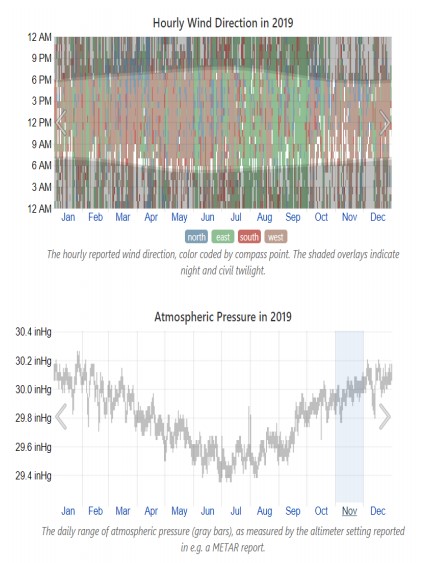 Hourly Wind Direction in 2019
12 AM
9 PM
6 PM
3 PM
12 PM
9 AM
6 AM
3 AM
12 AM
Jan Feb Mar Apr May Jun Jul Aug Sep Oct Nov Dec
north east south west
The hourly reported wind direction, color coded by compass point. The shaded overlays indicate
night and civil twilight.
Atmospheric Pressure in 2019
30.4 inHg
30.2 inHg
30.0 inHg
29.8 inHg
29.6 inHg
29.4 inHg
Jan Feb Mar Apr May Jun Jul Aug Sep Oct Nov Dec
The daily range of atmospheric pressure (gray bars), as measured by the altimeter setting reported
in e.g. a METAR report.